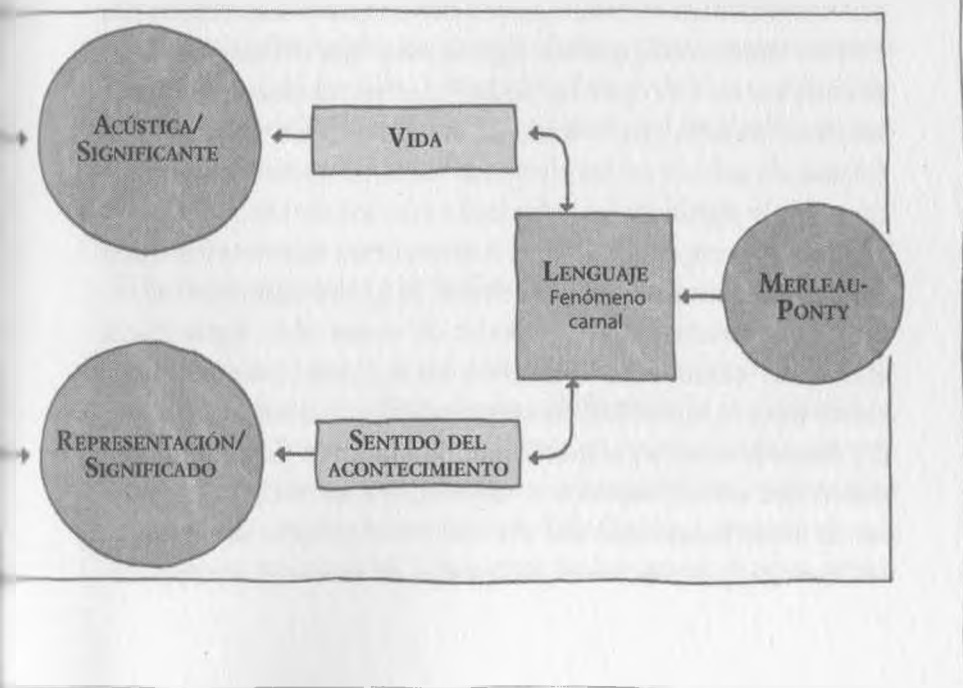 ACÚSTICA/
SIGNIFICANTE
VIDA
LENGUAJE
Fenómeno
carnal
MERLEAU-
PONTY
REPRESENTACIÓN/
SIGNIFICADO
SENTIDO DEL
ACONTECIMIENTO